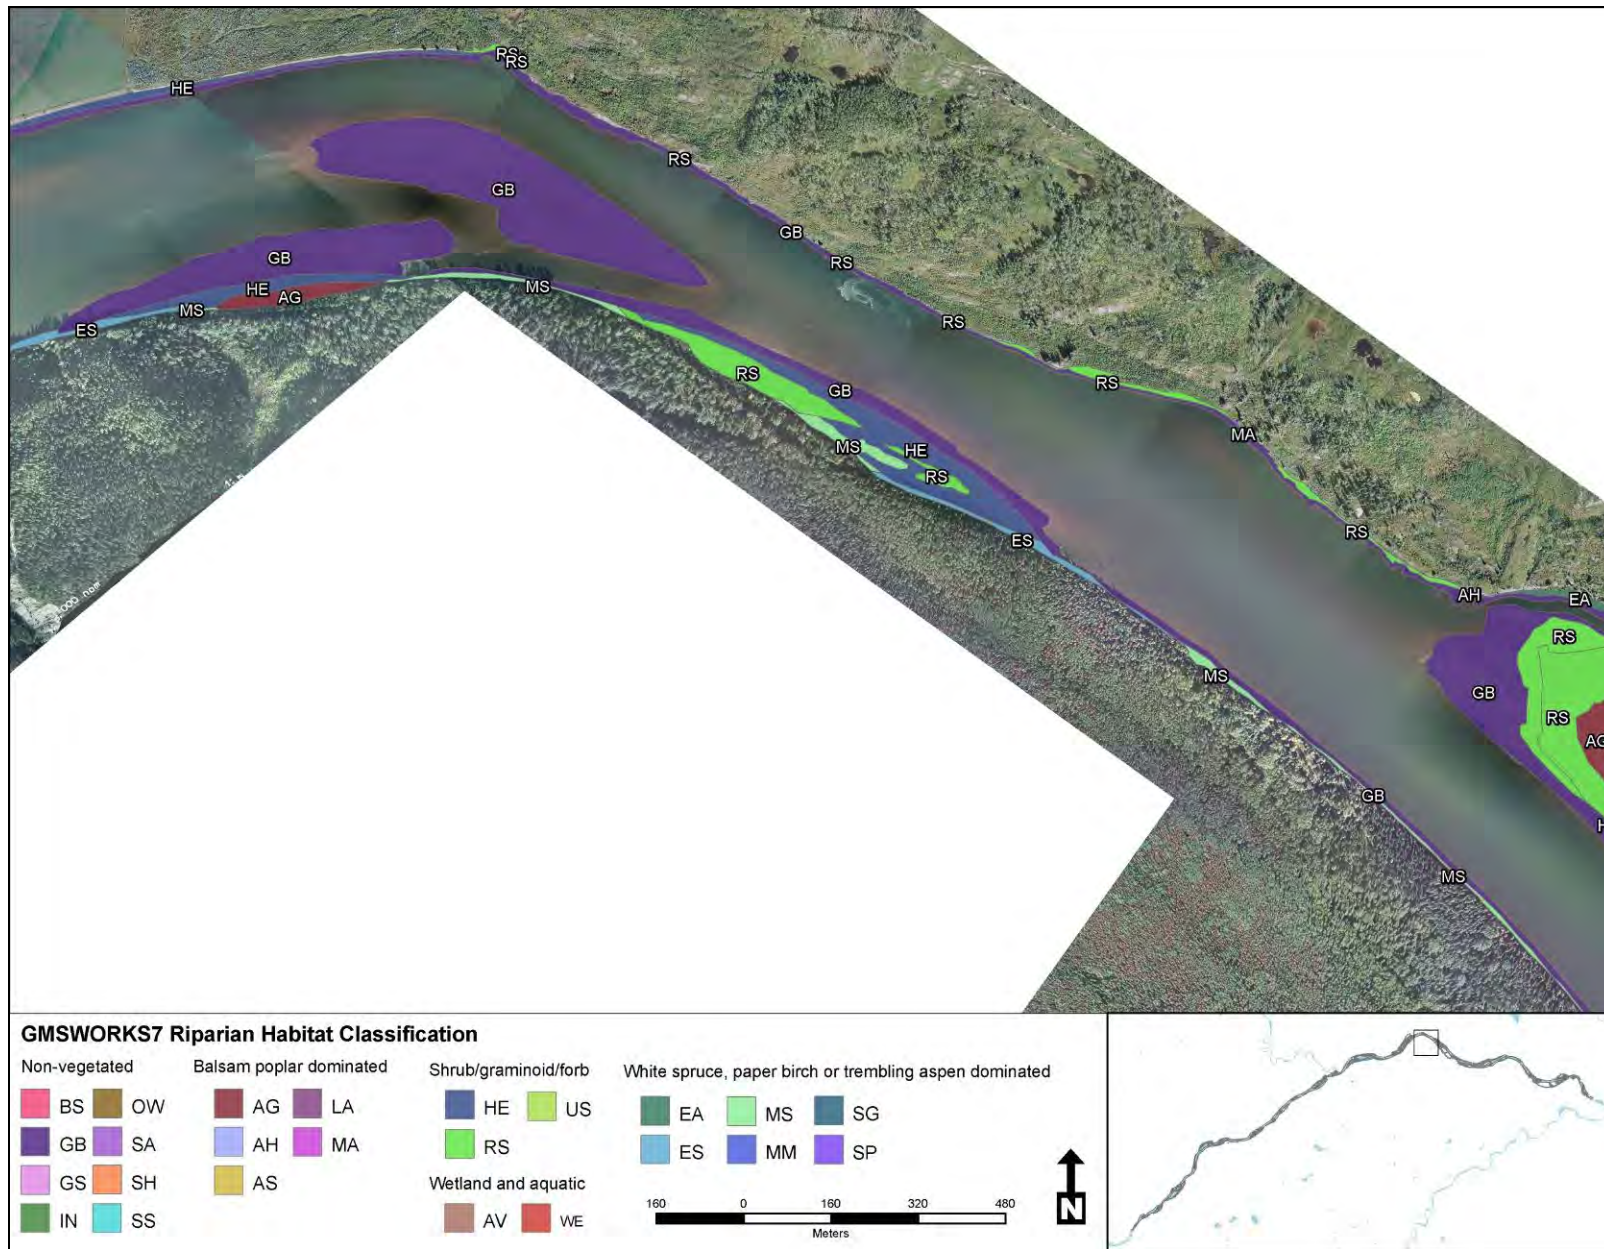 RS
RS
HE
RS
GB
GB
RS
GB
HE
AG
MS
MS
ES
RS
RS
RS
GB
MA
MS
HE
RS
RS
ES
AH
EA
RS
MS
GB
RS
AG
GB
H
MS
GMSWORKS7 Riparian Habitat Classification
Non-vegetated
BS OW
GB SA
GS SH
IN SS
Balsam poplar dominated
AG LA
AH MA
AS
Shrub/graminoid/forb
HE US
RS
Wetland and aquatic
AV WE
White spruce, paper birch or trembling aspen dominated
EA MS SG
ES MM SP
160 0 160 320 480
Meters
N